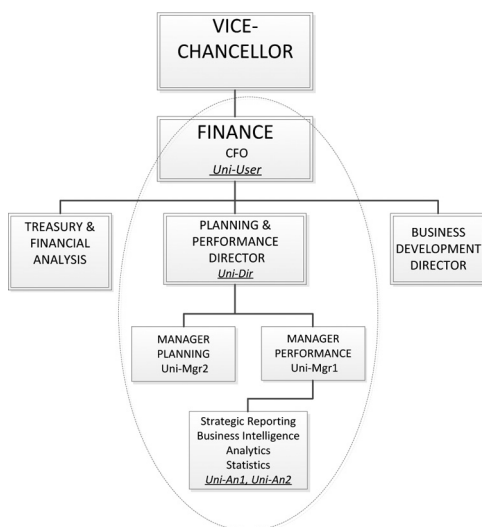 VICE-
CHANCELLOR
FINANCE
CFO
Uni-User
TREASURY &
FINANCIAL
ANALYSIS
PLANNING &
PERFORMANCE
DIRECTOR
Uni-Dir
BUSINESS
DEVELOPMENT
DIRECTOR
MANAGER
PLANNING
Uni-Mgr2
MANAGER
PERFORMANCE
Uni-Mgr1
Strategic Reporting
Business Intelligence
Analytics
Statistics
Uni-An1, Uni-An2